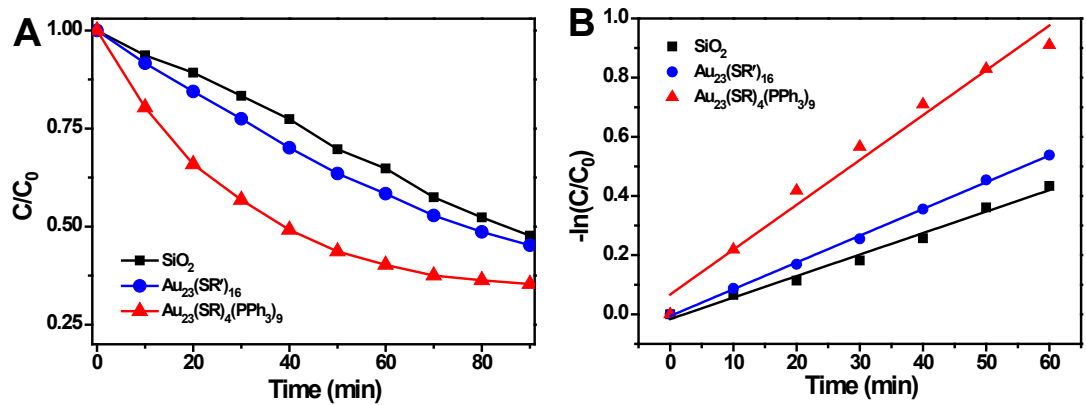 A
1.00
0.75
0.50
0.25
C/C₀
SiO₂
Au₂₃(SR')₁₆
Au₂₃(SR)₄(PPh₃)₉
0 20 40 60 80
Time (min)
B
1.0
0.8
0.6
0.4
0.2
0.0
-ln(C/C₀)
SiO₂
Au₂₃(SR')₁₆
Au₂₃(SR)₄(PPh₃)₉
0 10 20 30 40 50 60
Time (min)